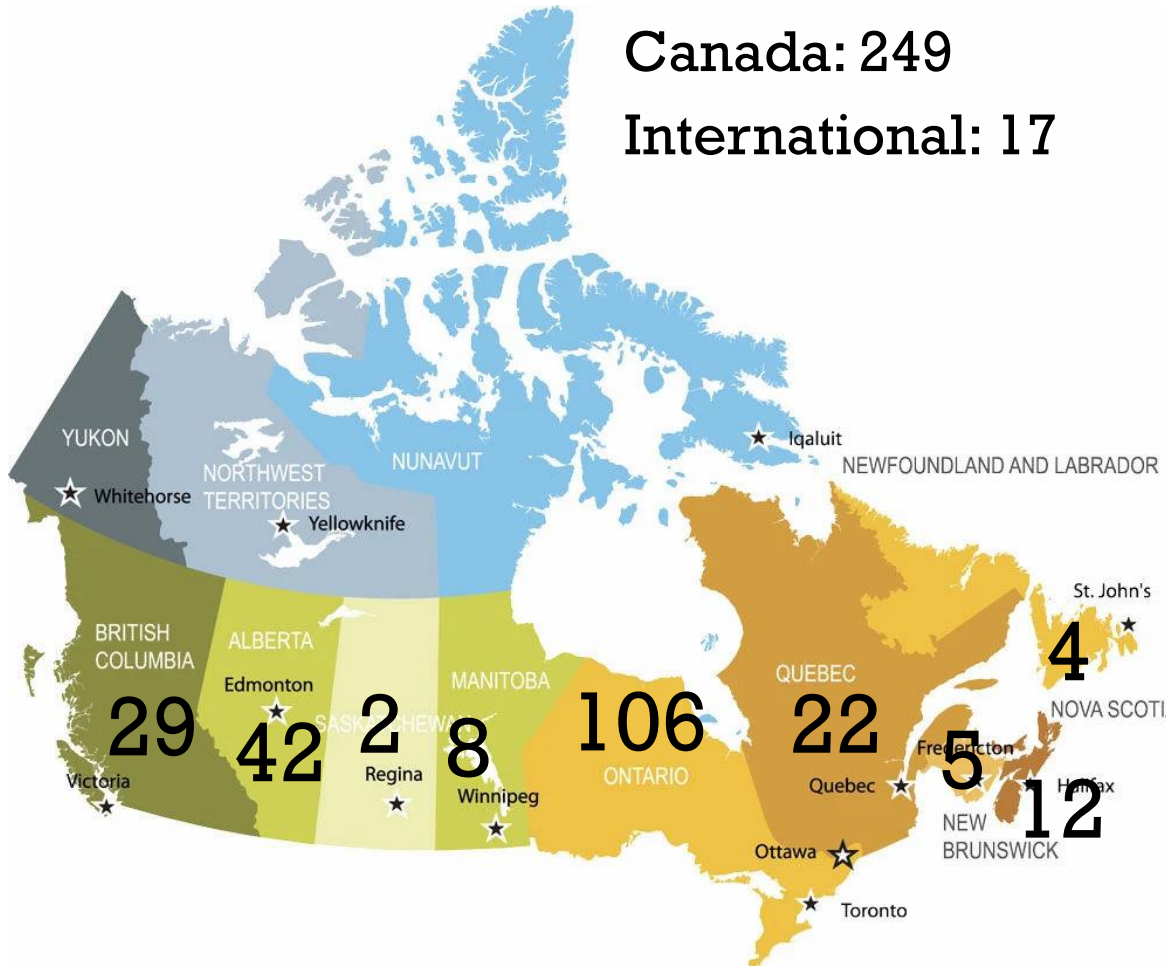 Canada: 249
International: 17
YUKON
Whitehorse
NORTHWEST
TERRITORIES
Yellowknife
NUNAVUT
Iqaluit
NEWFOUNDLAND AND LABRADOR
St. John's
4
BRITISH
COLUMBIA
29
Victoria
ALBERTA
Edmonton
42
SASKATCHEWAN
2
Regina
MANITOBA
8
Winnipeg
106
ONTARIO
QUEBEC
22
Quebec
Ottawa
Toronto
NOVA SCOTI
Fredericton
5
Halifax
12
NEW
BRUNSWICK